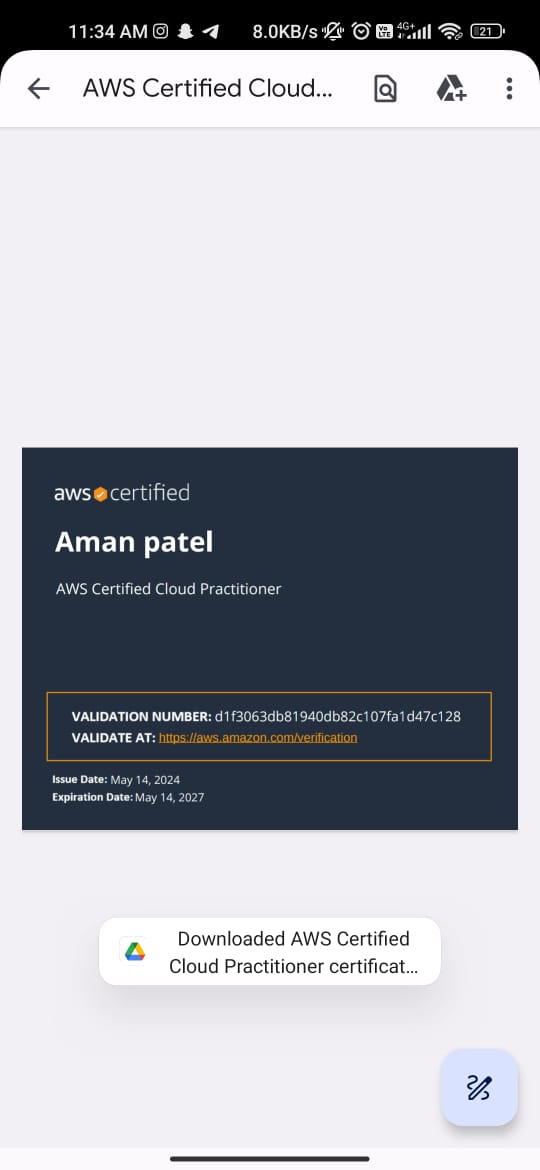 11:34 AM 8.0KB/s Vo LTE 4G+ 21
AWS Certified Cloud...
aws certified
Aman patel
AWS Certified Cloud Practitioner
VALIDATION NUMBER: d1f3063db81940db82c107fa1d47c128
VALIDATE AT: https://aws.amazon.com/verification
Issue Date: May 14, 2024
Expiration Date: May 14, 2027
Downloaded AWS Certified
Cloud Practitioner certificat...